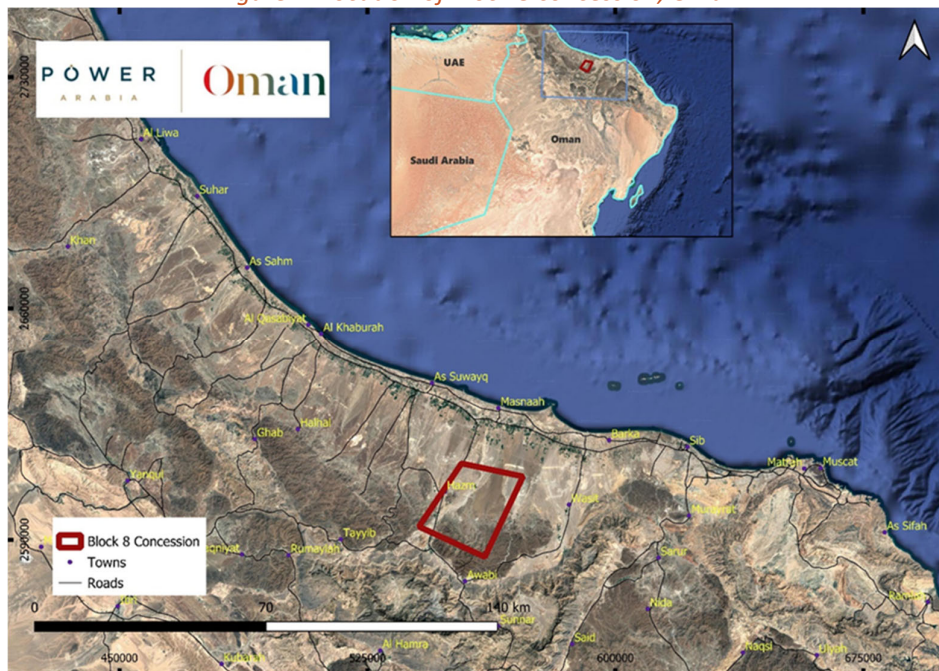 POWER
ARABIA
Oman
UAE
Oman
Saudi Arabia
2730000
Al Liwa
Suhar
Khan
As Sahm
2660000
Al Qasabiyat
Al Khaburah
As Suwayq
Masnaah
Barka
Sib
Ghab
Halhal
Matrah
Muscat
Yanqul
Hazm
Wasit
As Sifah
Block 8 Concession
Towns
Roads
2590000
Tayyib
Rumaylah
Sarur
Awabi
Nida
0
70
140 km
Sunnar
Said
Al Hamra
Naqsi
450000
525000
600000
675000